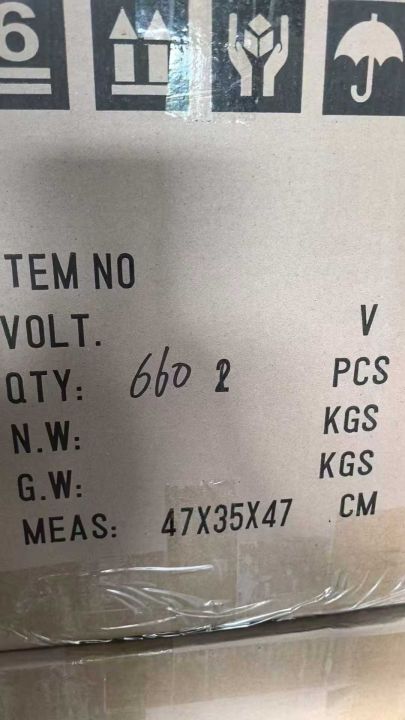 6
TEM NO
VOLT. V
QTY: 660 2 PCS
N.W: KGS
G.W: KGS
MEAS: 47X35X47 CM